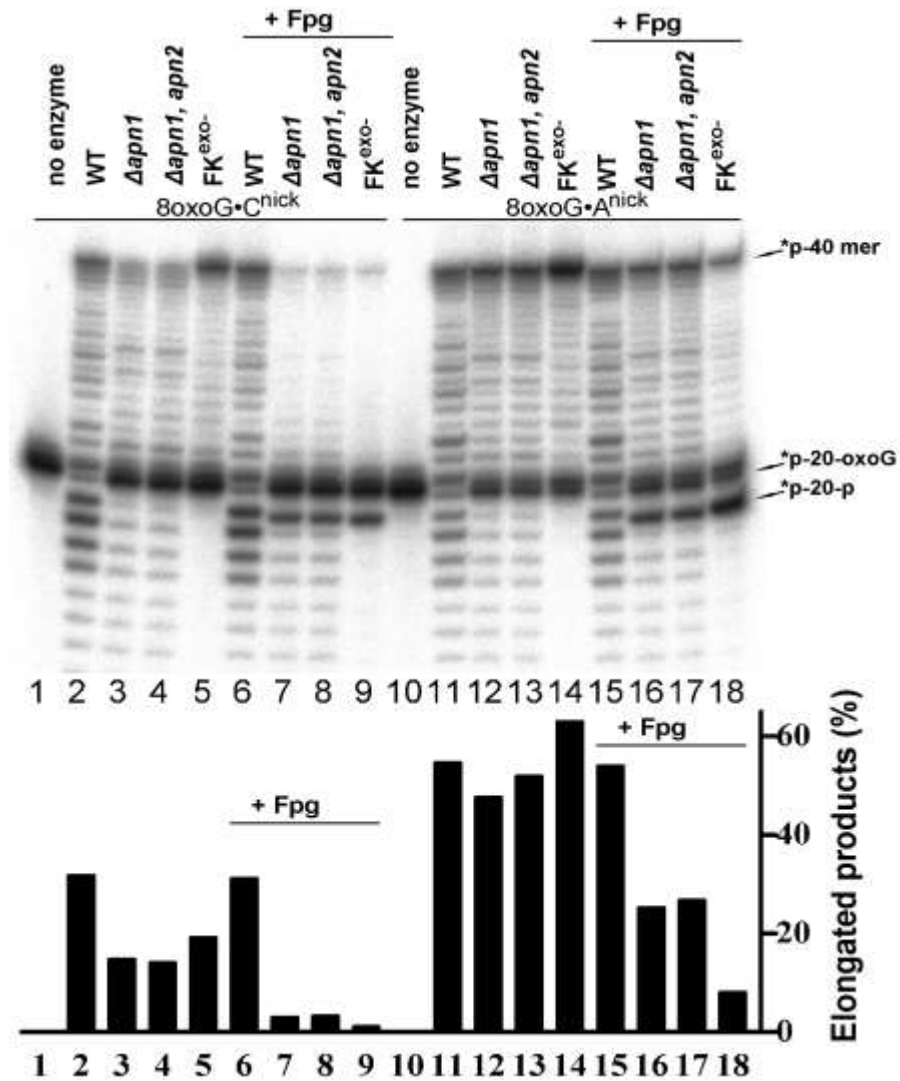 + Fpg
+ Fpg
no enzyme
WT
Δapn1
Δapn1, apn2
FK^exo-
WT
Δapn1
Δapn1, apn2
FK^exo-
no enzyme
WT
Δapn1
Δapn1, apn2
FK^exo-
WT
Δapn1
Δapn1, apn2
FK^exo-
8oxoG•C^nick
8oxoG•A^nick
*p-40 mer
*p-20-oxoG
*p-20-p
1 2 3 4 5 6 7 8 9 10 11 12 13 14 15 16 17 18
+ Fpg
+ Fpg
60
40
20
0
Elongated products (%)
1 2 3 4 5 6 7 8 9 10 11 12 13 14 15 16 17 18